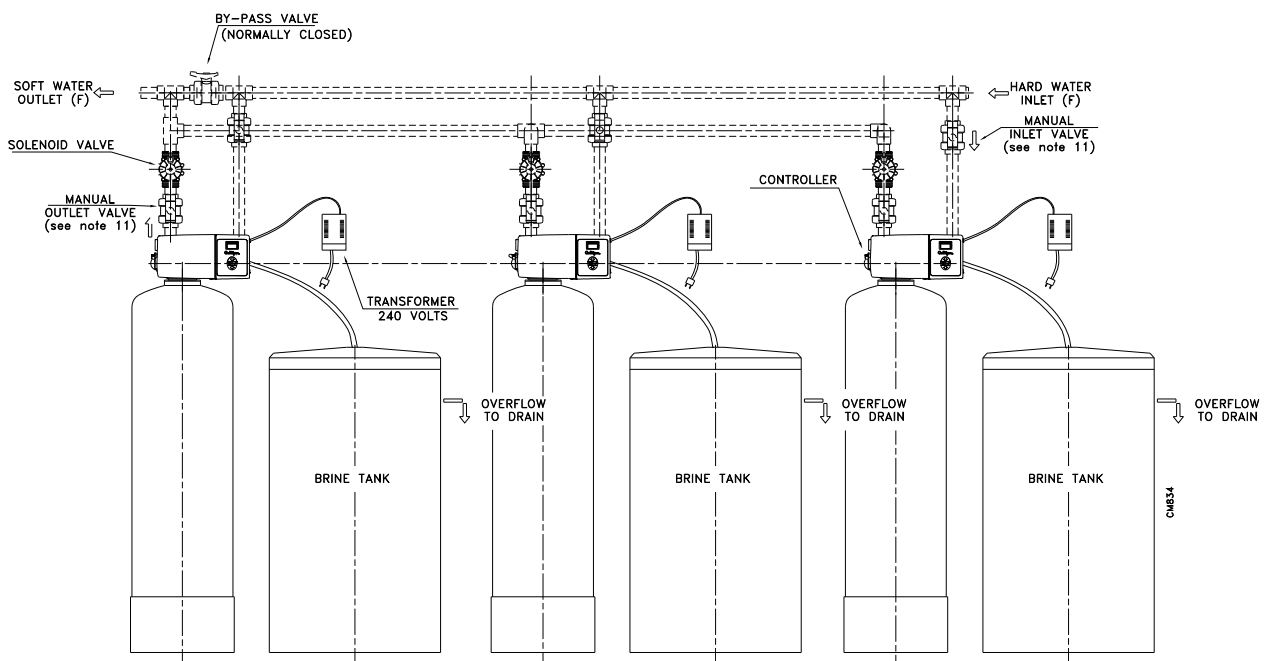 BY-PASS VALVE
(NORMALLY CLOSED)
SOFT WATER
OUTLET (F)
HARD WATER
INLET (F)
MANUAL
INLET VALVE
(see note 11)
SOLENOID VALVE
MANUAL
OUTLET VALVE
(see note 11)
CONTROLLER
TRANSFORMER
240 VOLTS
OVERFLOW
TO DRAIN
OVERFLOW
TO DRAIN
OVERFLOW
TO DRAIN
BRINE TANK
BRINE TANK
BRINE TANK
CM834